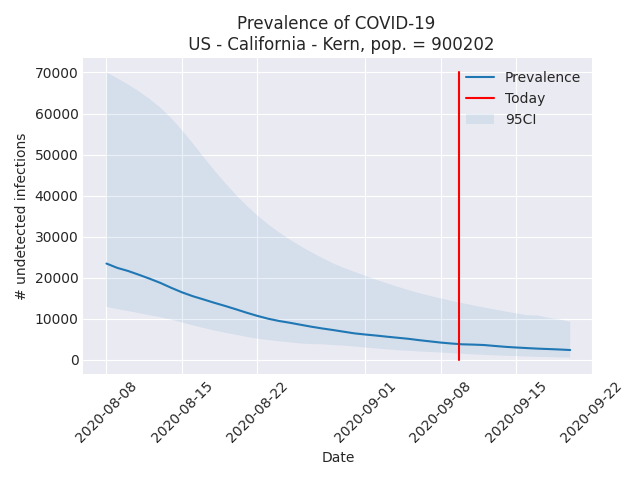 Prevalence of COVID-19
US - California - Kern, pop. = 900202
70000
60000
50000
40000
30000
20000
10000
0
# undetected infections
Prevalence
Today
95CI
2020-08-08
2020-08-15
2020-08-22
2020-09-01
2020-09-08
2020-09-15
2020-09-22
Date